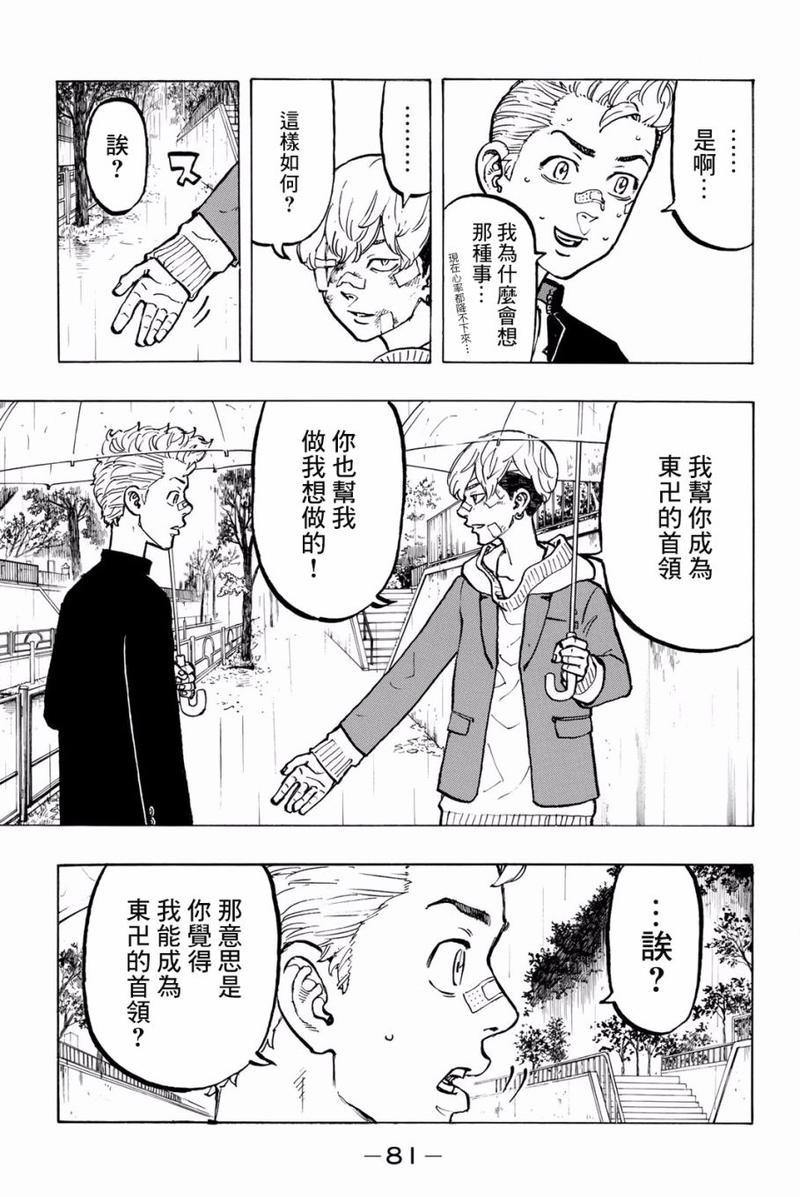 ……
是啊…
我為什麼會想
那種事…
現在心率都降不下來…
………
這樣如何？
誒？
ス
我幫你成為
東卍的首領
你也幫我
做我想做的！
…誒？
那意思是
你覺得
我能成為
東卍的首領？
－81－